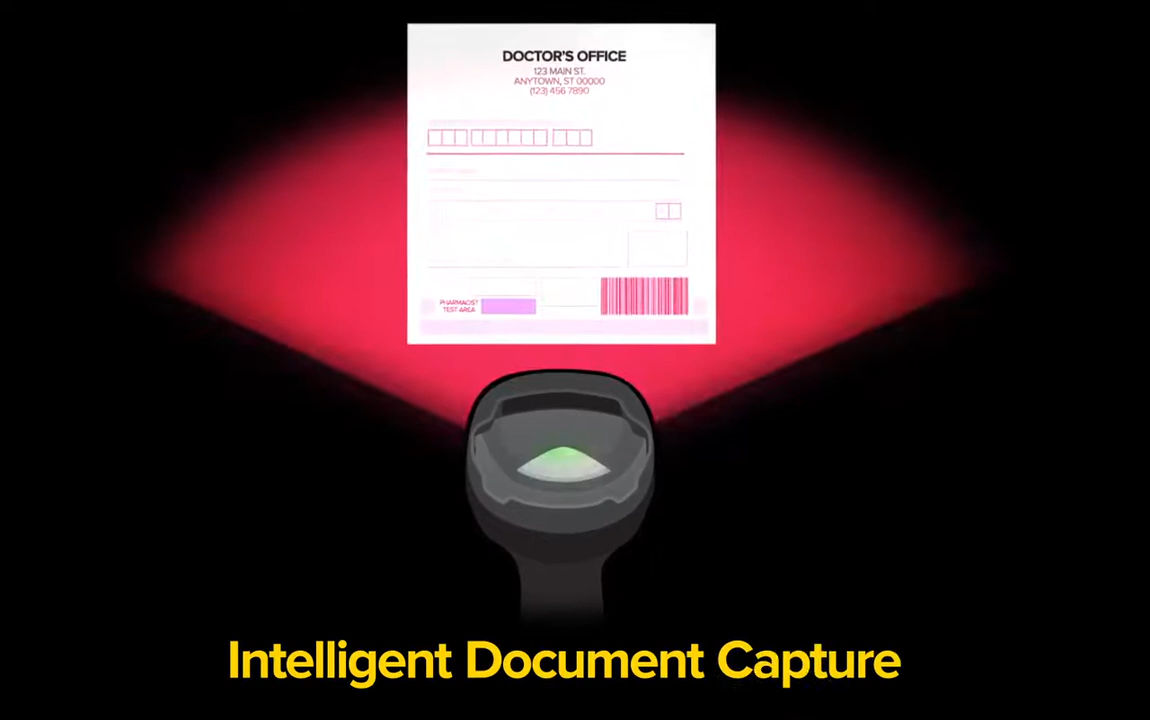 DOCTOR'S OFFICE
123 MAIN ST.
ANYTOWN, ST 00000
(123) 456 7890
PHARMACIST
TEST AREA
Intelligent Document Capture